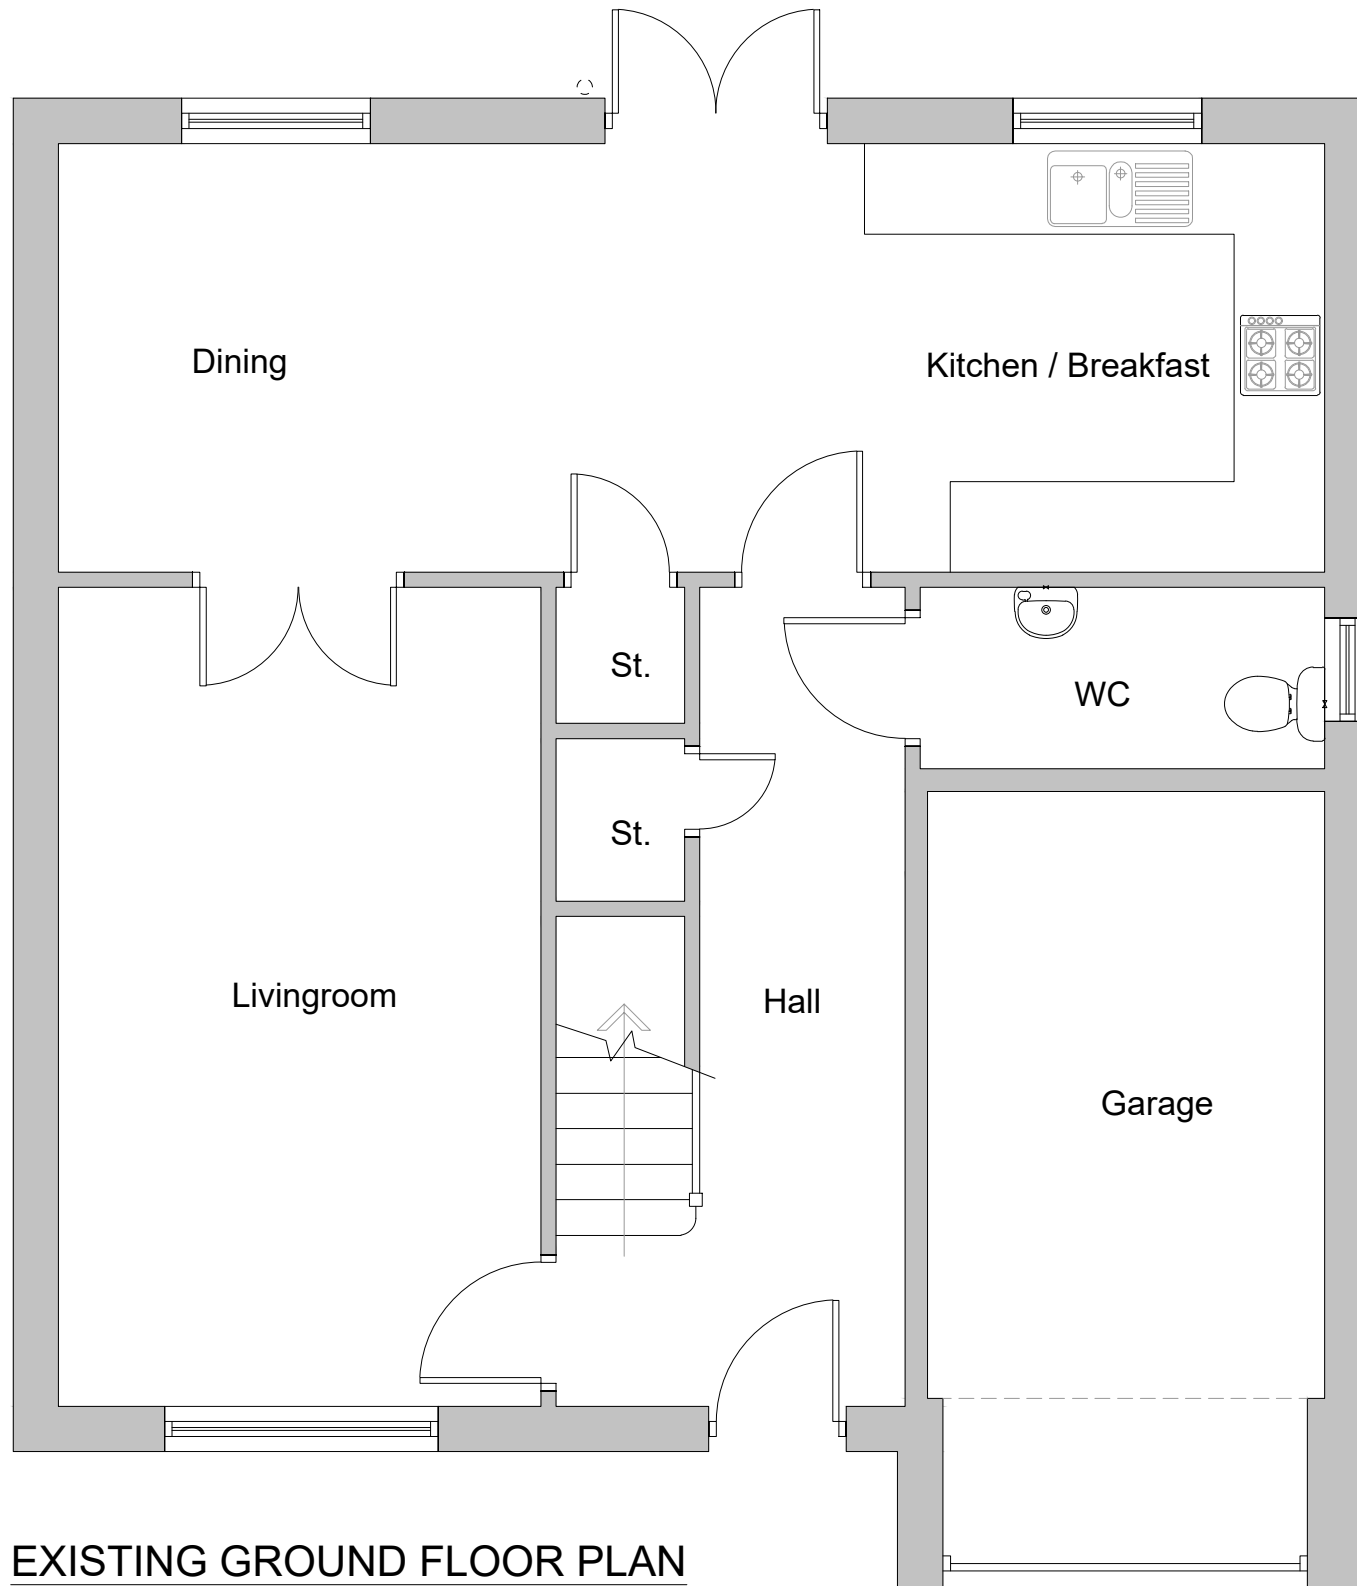 Dining
Kitchen / Breakfast
St.
WC
St.
Livingroom
Hall
Garage
EXISTING GROUND FLOOR PLAN